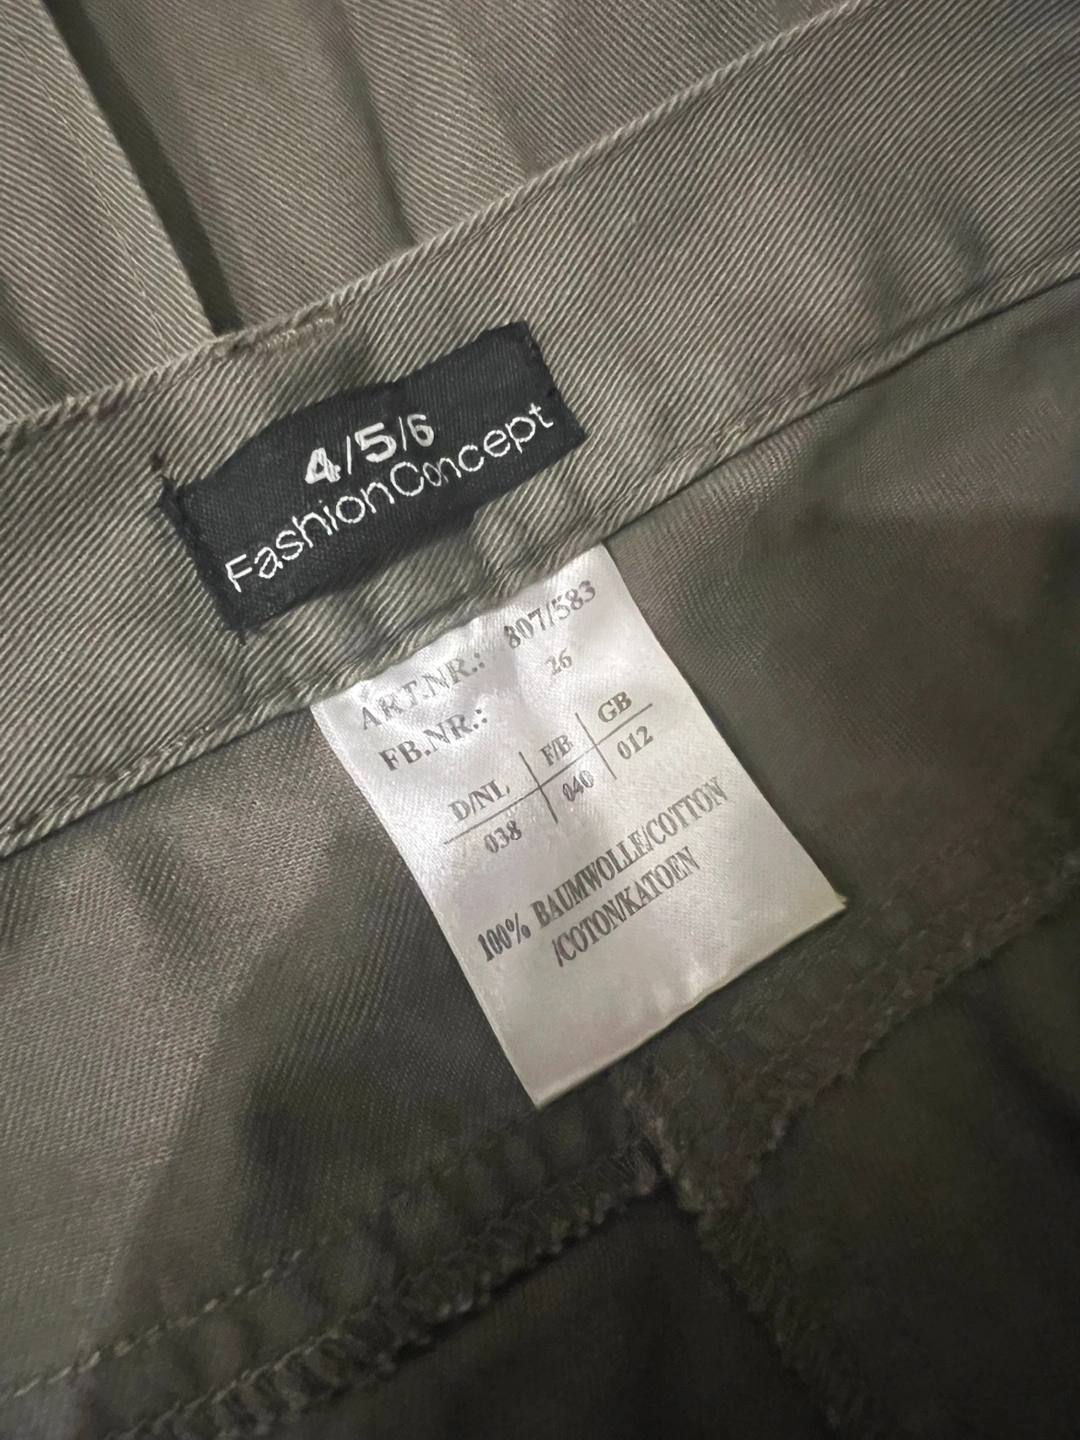 4/5/6
FashionConcept
ART.NR.: 807/583
FB.NR.: 26
D/NL F/B GB
038 040 012
100% BAUMWOLLE/COTTON
/COTON/KATOEN